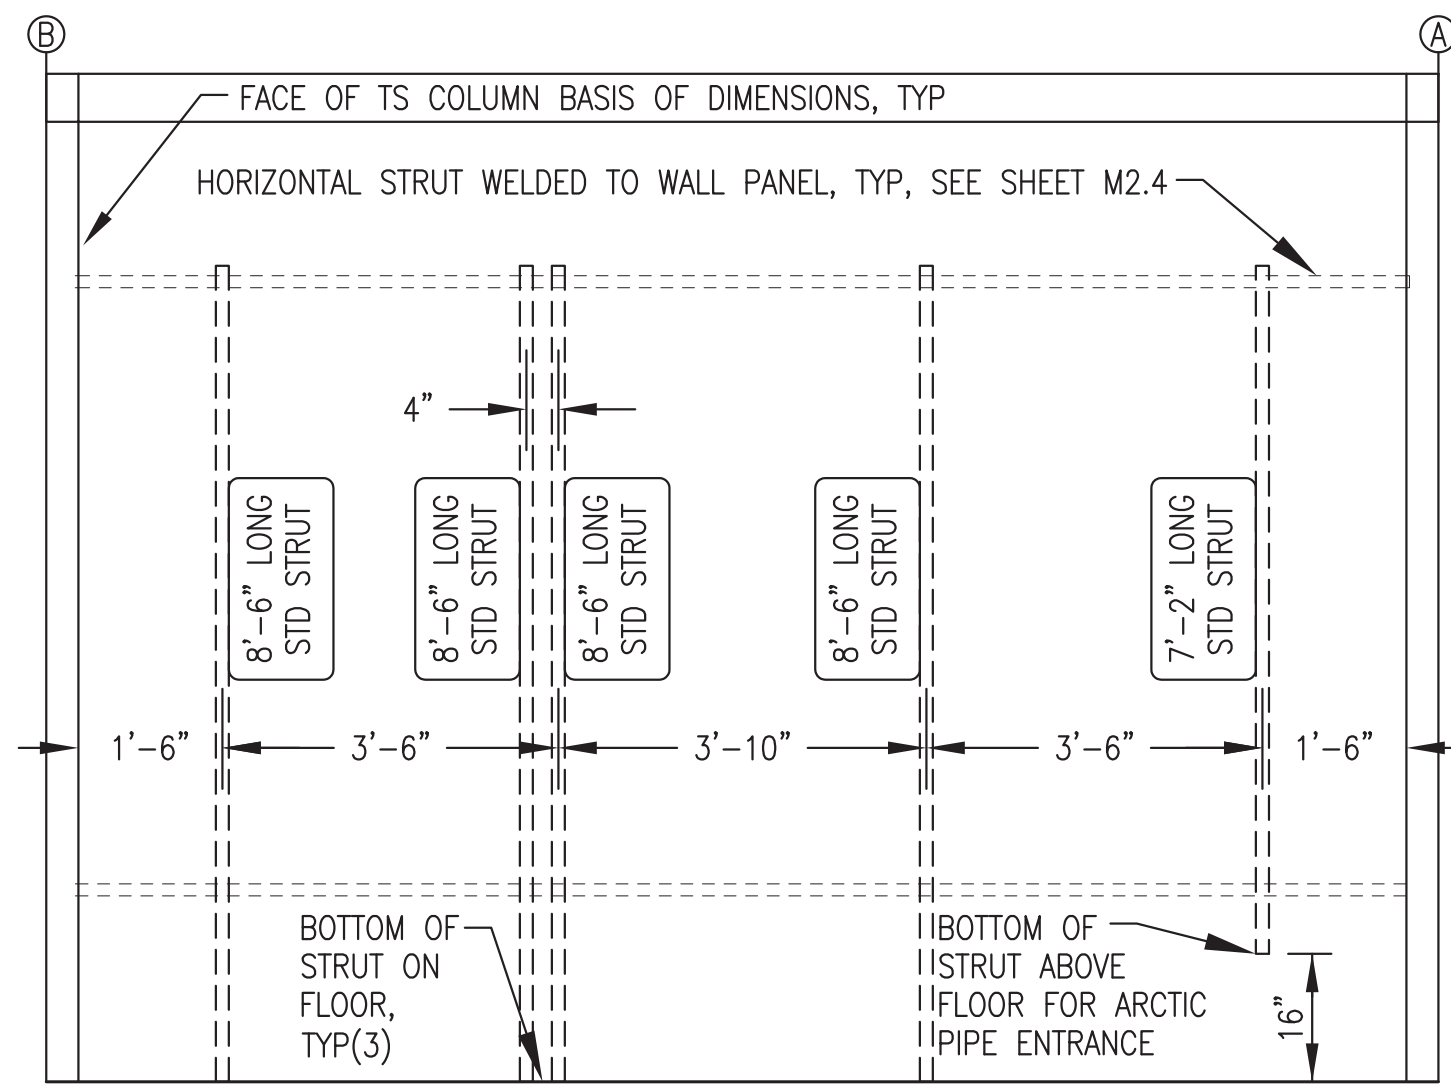 B
A
FACE OF TS COLUMN BASIS OF DIMENSIONS, TYP
HORIZONTAL STRUT WELDED TO WALL PANEL, TYP, SEE SHEET M2.4
4"
8'-6" LONG
STD STRUT
8'-6" LONG
STD STRUT
8'-6" LONG
STD STRUT
8'-6" LONG
STD STRUT
7'-2" LONG
STD STRUT
1'-6"
3'-6"
3'-10"
3'-6"
1'-6"
BOTTOM OF
STRUT ON
FLOOR,
TYP(3)
BOTTOM OF
STRUT ABOVE
FLOOR FOR ARCTIC
PIPE ENTRANCE
16"